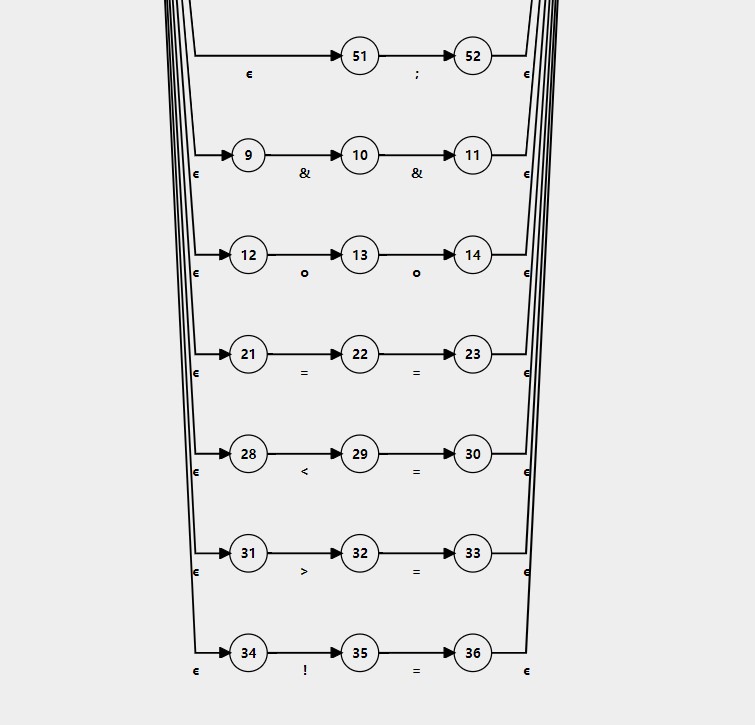 51 52
ϵ ; ϵ
9 10 11
ϵ & & ϵ
12 13 14
ϵ o o ϵ
21 22 23
ϵ = = ϵ
28 29 30
ϵ < = ϵ
31 32 33
ϵ > = ϵ
34 35 36
ϵ ! = ϵ